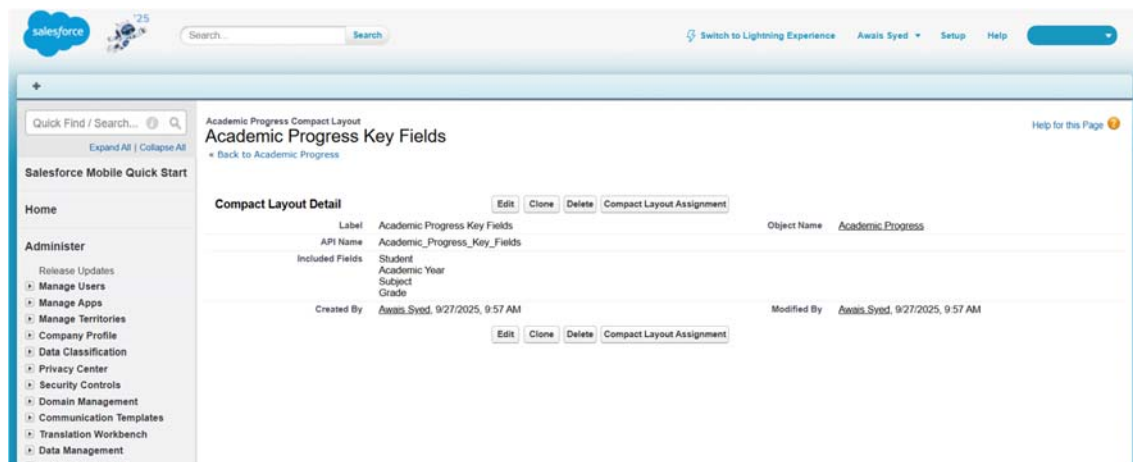 salesforce
'25
Search...
Search
Switch to Lightning Experience
Awais Syed
Setup
Help
+
Quick Find / Search...
Expand All | Collapse All
Salesforce Mobile Quick Start
Home
Administer
Release Updates
Manage Users
Manage Apps
Manage Territories
Company Profile
Data Classification
Privacy Center
Security Controls
Domain Management
Communication Templates
Translation Workbench
Data Management
Academic Progress Compact Layout
Academic Progress Key Fields
« Back to Academic Progress
Help for this Page
Compact Layout Detail
Edit Clone Delete Compact Layout Assignment
Label Academic Progress Key Fields Object Name Academic Progress
API Name Academic_Progress_Key_Fields
Included Fields Student
Academic Year
Subject
Grade
Created By Awais Syed, 9/27/2025, 9:57 AM Modified By Awais Syed, 9/27/2025, 9:57 AM
Edit Clone Delete Compact Layout Assignment